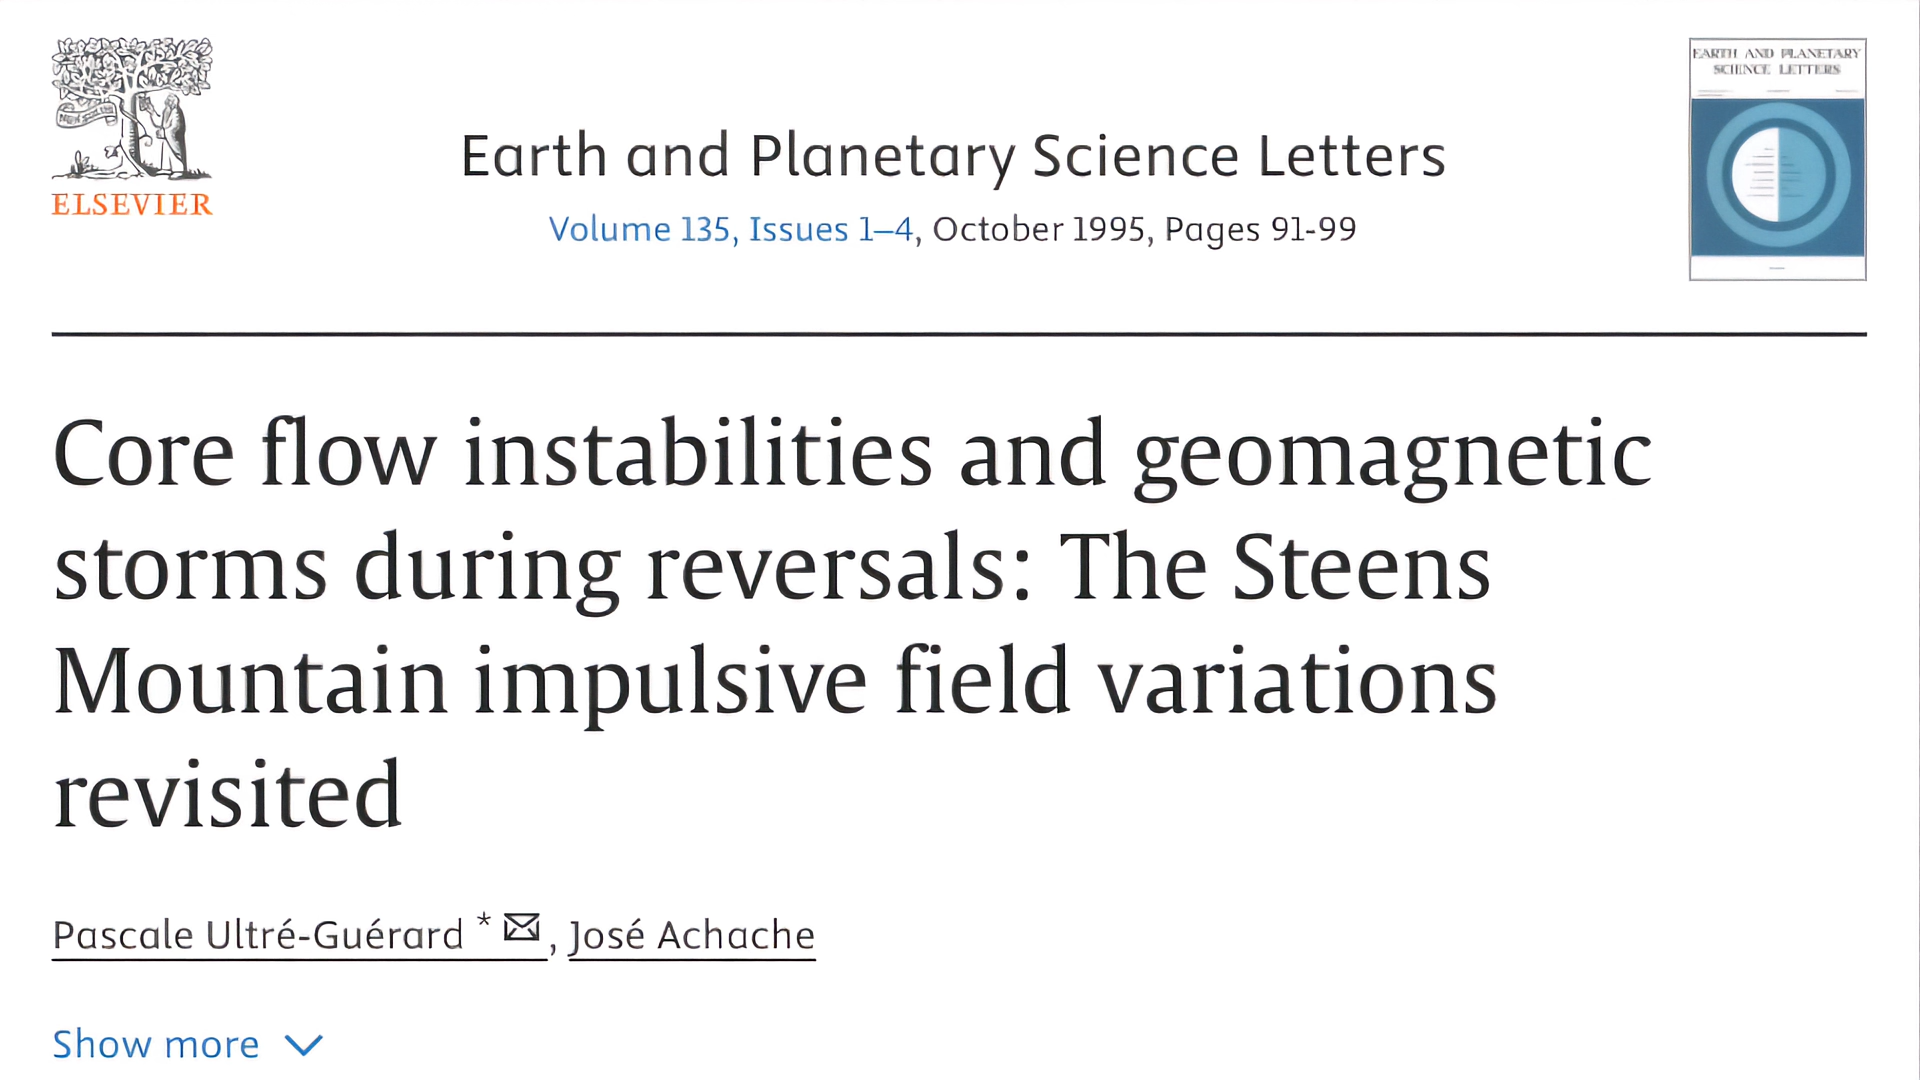 ELSEVIER
Earth and Planetary Science Letters
Volume 135, Issues 1–4, October 1995, Pages 91-99
EARTH AND PLANETARY
SCIENCE LETTERS
Core flow instabilities and geomagnetic
storms during reversals: The Steens
Mountain impulsive field variations
revisited
Pascale Ultré-Guérard *, José Achache
Show more